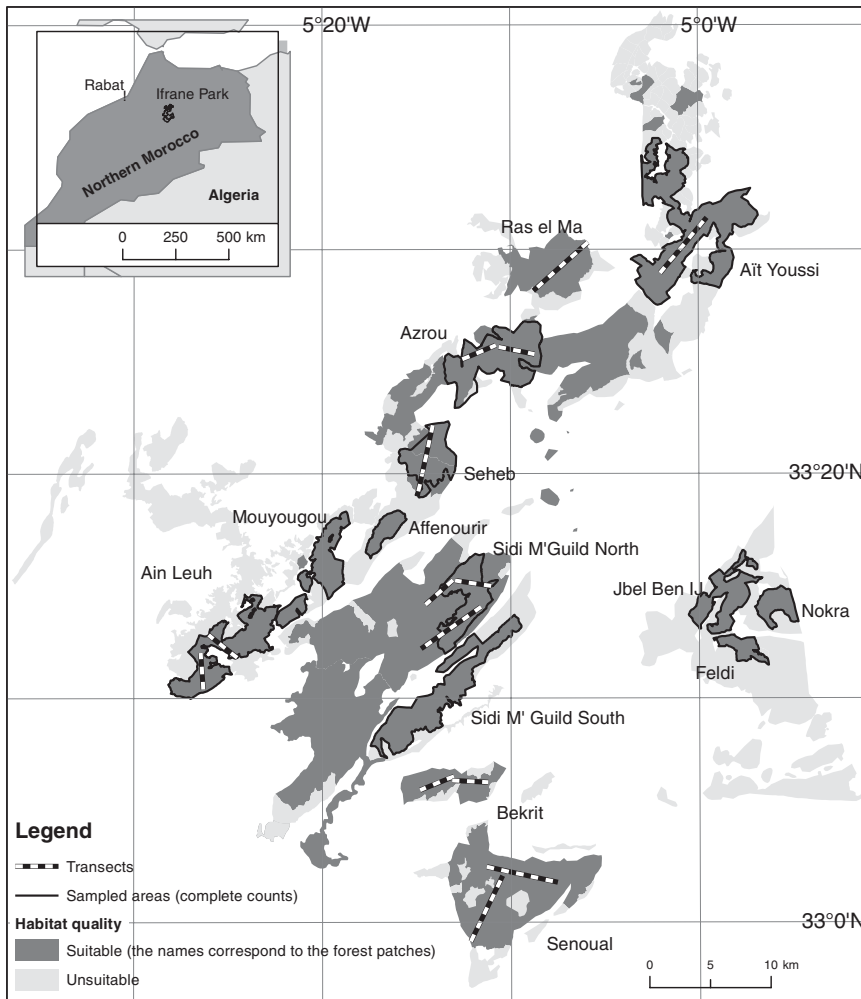 5°20'W
5°0'W
Rabat
Ifrane Park
Northern Morocco
Algeria
0 250 500 km
Ras el Ma
Aït Youssi
Azrou
Seheb
33°20'N
Mouyougou
Affenourir
Sidi M'Guild North
Ain Leuh
Jbel Ben IJ
Nokra
Feldi
Sidi M' Guild South
Bekrit
Legend
Transects
Sampled areas (complete counts)
33°0'N
Habitat quality
Suitable (the names correspond to the forest patches)
Senoual
Unsuitable
0 5 10 km